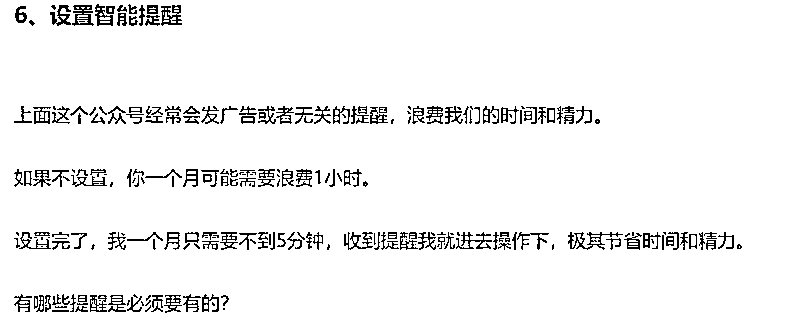 6、设置智能提醒
上面这个公众号经常会发广告或者无关的提醒，浪费我们的时间和精力。
如果不设置，你一个月可能需要浪费1小时。
设置完了，我一个月只需要不到5分钟，收到提醒我就进去操作下，极其节省时间和精力。
有哪些提醒是必须要有的？